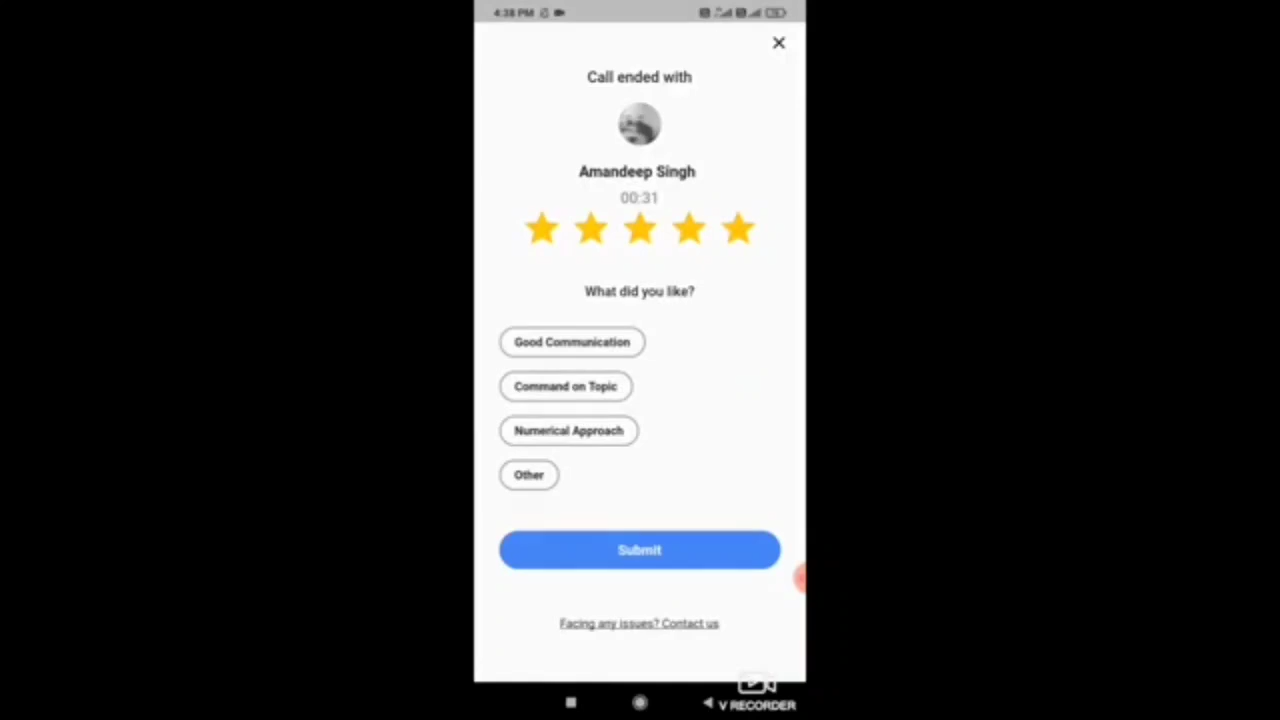 4:38 PM
Call ended with
Amandeep Singh
00:31
What did you like?
Good Communication
Command on Topic
Numerical Approach
Other
Submit
Facing any issues? Contact us
V RECORDER